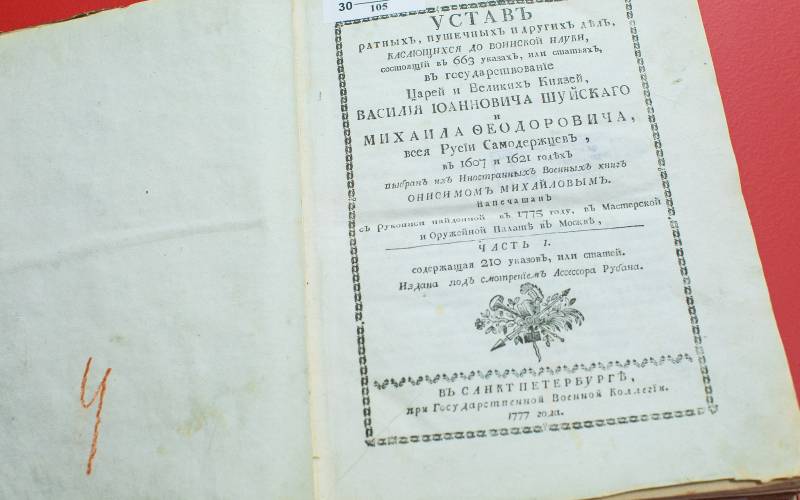 30 105
УСТАВЪ
ратныхъ, пушечныхъ и другихъ дѣлъ,
касающихся до воинской науки,
состоящій въ 663 указахъ, или статьяхъ,
въ государствованіе
Царей и Великихъ Князей,
ВАСИЛІЯ ІОАННОВИЧА ШУЙСКАГО
и
МИХАИЛА ѲЕОДОРОВИЧА,
всея Русіи Самодержцевъ,
въ 1607 и 1621 годѣхъ
выбранъ изъ Иностранныхъ Военныхъ книгъ
ОНИСИМОМЪ МИХАЙЛОВЫМЪ.
Напечатанъ
съ рукописи найденной въ 1775 году, въ Мастерской
и Оружейной Палатѣ въ Москвѣ,
ЧАСТЬ I.
содержащая 210 указовъ, или статей.
Издана подъ смотреніемъ Ассесора Рубана.
ВЪ САНКТПЕТЕРБУРГѢ,
при Государственной Военной Коллегіи.
1777 года.
Ч